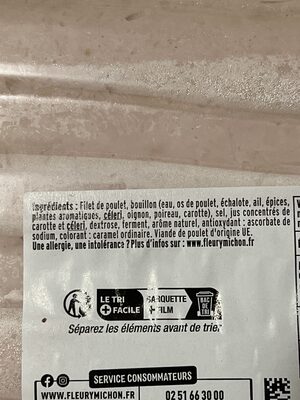 Ingrédients : Filet de poulet, bouillon (eau, os de poulet, échalote, ail, épices,
plantes aromatiques, céleri, oignon, poireau, carotte), sel, jus concentrés de
carotte et céleri, dextrose, ferment, arôme naturel, antioxydant : ascorbate de
sodium, colorant : caramel ordinaire. Viande de poulet d'origine UE.
Une allergie, une intolérance ? Plus d'infos sur : www.fleurymichon.fr
LE TRI
+ FACILE
BARQUETTE
+ FILM
BAC
DE
TRI
Séparez les éléments avant de trier
SERVICE CONSOMMATEURS
WWW.FLEURYMICHON.FR
02 51 66 30 00